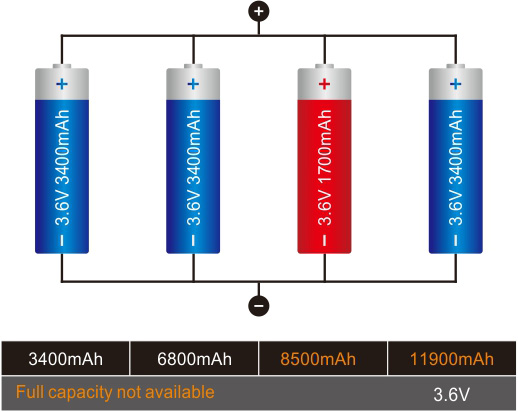 +
+ + + +
3.6V 3400mAh
3.6V 3400mAh
3.6V 1700mAh
3.6V 3400mAh
– – – –
–
3400mAh 6800mAh 8500mAh 11900mAh
Full capacity not available 3.6V